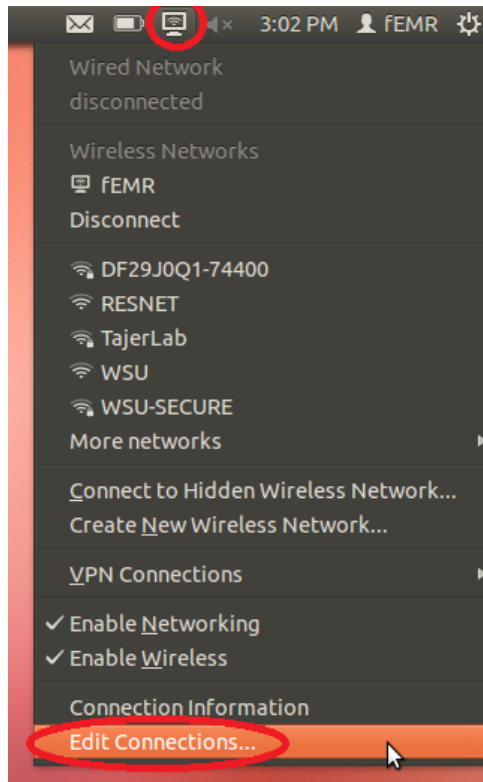 3:02 PM fEMR
Wired Network
disconnected
Wireless Networks
fEMR
Disconnect
DF29J0Q1-74400
RESNET
TajerLab
WSU
WSU-SECURE
More networks
Connect to Hidden Wireless Network...
Create New Wireless Network...
VPN Connections
Enable Networking
Enable Wireless
Connection Information
Edit Connections...